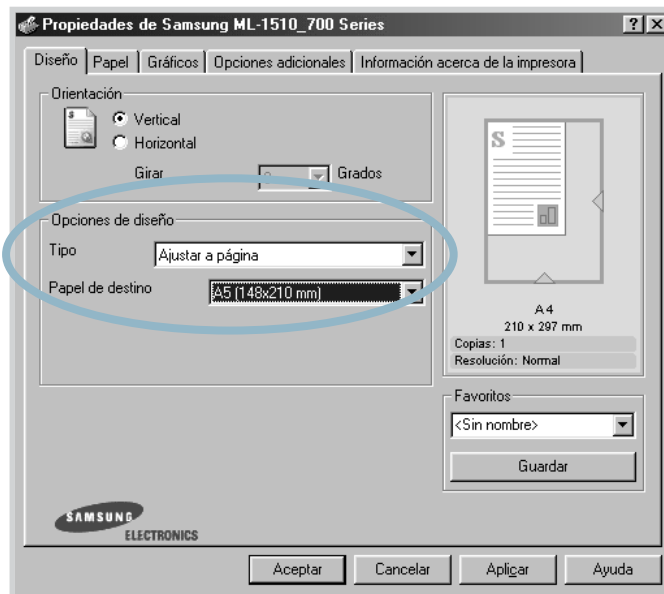 Propiedades de Samsung ML-1510_700 Series
Diseño Papel Gráficos Opciones adicionales Información acerca de la impresora
Orientación
Vertical
Horizontal
Girar Grados
Opciones de diseño
Tipo Ajustar a página
Papel de destino A5 (148x210 mm)
S
A4
210 x 297 mm
Copias: 1
Resolución: Normal
Favoritos
<Sin nombre>
Guardar
SAMSUNG
ELECTRONICS
Aceptar Cancelar Aplicar Ayuda